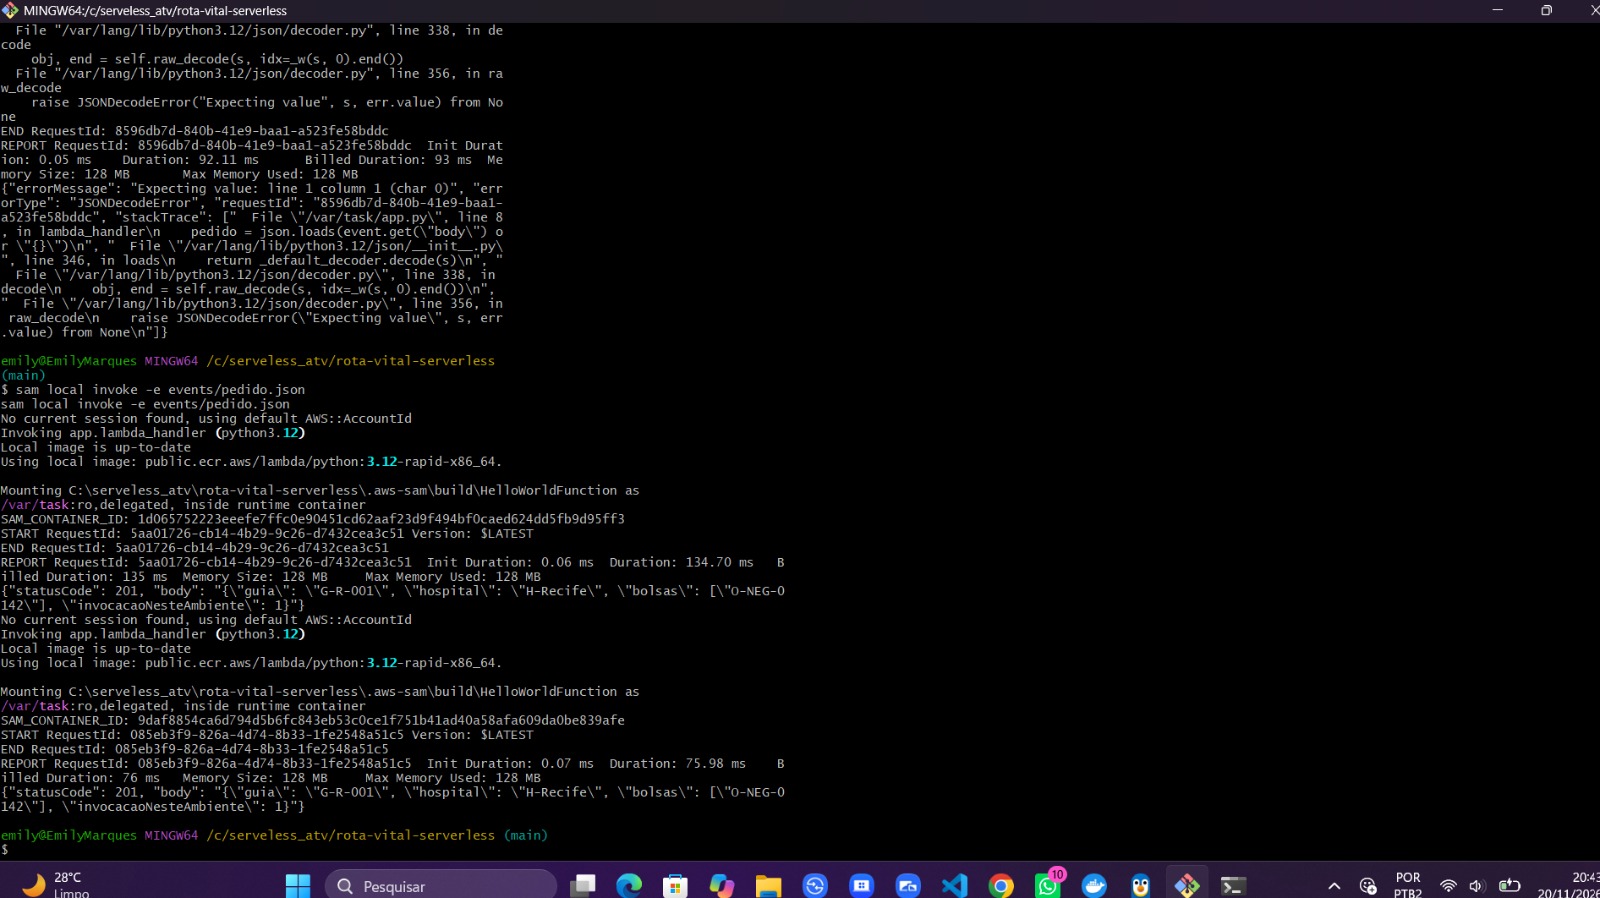 MINGW64:/c/serveless_atv/rota-vital-serverless
  File "/var/lang/lib/python3.12/json/decoder.py", line 338, in de
code
    obj, end = self.raw_decode(s, idx=_w(s, 0).end())
  File "/var/lang/lib/python3.12/json/decoder.py", line 356, in ra
w_decode
    raise JSONDecodeError("Expecting value", s, err.value) from No
ne
END RequestId: 8596db7d-840b-41e9-baa1-a523fe58bddc
REPORT RequestId: 8596db7d-840b-41e9-baa1-a523fe58bddc  Init Durat
ion: 0.05 ms    Duration: 92.11 ms      Billed Duration: 93 ms  Me
mory Size: 128 MB       Max Memory Used: 128 MB
{"errorMessage": "Expecting value: line 1 column 1 (char 0)", "err
orType": "JSONDecodeError", "requestId": "8596db7d-840b-41e9-baa1-
a523fe58bddc", "stackTrace": ["  File \"/var/task/app.py\", line 8
, in lambda_handler\n    pedido = json.loads(event.get(\"body\") o
r \"{}\")\n", "  File \"/var/lang/lib/python3.12/json/__init__.py\
", line 346, in loads\n    return _default_decoder.decode(s)\n", "
  File \"/var/lang/lib/python3.12/json/decoder.py\", line 338, in
decode\n    obj, end = self.raw_decode(s, idx=_w(s, 0).end())\n",
"  File \"/var/lang/lib/python3.12/json/decoder.py\", line 356, in
 raw_decode\n    raise JSONDecodeError(\"Expecting value\", s, err
.value) from None\n"]}
emily@EmilyMarques MINGW64 /c/serveless_atv/rota-vital-serverless
(main)
$ sam local invoke -e events/pedido.json
sam local invoke -e events/pedido.json
No current session found, using default AWS::AccountId
Invoking app.lambda_handler (python3.12)
Local image is up-to-date
Using local image: public.ecr.aws/lambda/python:3.12-rapid-x86_64.
Mounting C:\serveless_atv\rota-vital-serverless\.aws-sam\build\HelloWorldFunction as
/var/task:ro,delegated, inside runtime container
SAM_CONTAINER_ID: 1d065752223eeefe7ffc0e90451cd62aaf23d9f494bf0caed624dd5fb9d95ff3
START RequestId: 5aa01726-cb14-4b29-9c26-d7432cea3c51 Version: $LATEST
END RequestId: 5aa01726-cb14-4b29-9c26-d7432cea3c51
REPORT RequestId: 5aa01726-cb14-4b29-9c26-d7432cea3c51  Init Duration: 0.06 ms  Duration: 134.70 ms   B
illed Duration: 135 ms  Memory Size: 128 MB     Max Memory Used: 128 MB
{"statusCode": 201, "body": "{\"guia\": \"G-R-001\", \"hospital\": \"H-Recife\", \"bolsas\": [\"O-NEG-0
142\"], \"invocacaoNesteAmbiente\": 1}"}
No current session found, using default AWS::AccountId
Invoking app.lambda_handler (python3.12)
Local image is up-to-date
Using local image: public.ecr.aws/lambda/python:3.12-rapid-x86_64.
Mounting C:\serveless_atv\rota-vital-serverless\.aws-sam\build\HelloWorldFunction as
/var/task:ro,delegated, inside runtime container
SAM_CONTAINER_ID: 9daf8854ca6d794d5b6fc843eb53c0ce1f751b41ad40a58afa609da0be839afe
START RequestId: 085eb3f9-826a-4d74-8b33-1fe2548a51c5 Version: $LATEST
END RequestId: 085eb3f9-826a-4d74-8b33-1fe2548a51c5
REPORT RequestId: 085eb3f9-826a-4d74-8b33-1fe2548a51c5  Init Duration: 0.07 ms  Duration: 75.98 ms    B
illed Duration: 76 ms   Memory Size: 128 MB     Max Memory Used: 128 MB
{"statusCode": 201, "body": "{\"guia\": \"G-R-001\", \"hospital\": \"H-Recife\", \"bolsas\": [\"O-NEG-0
142\"], \"invocacaoNesteAmbiente\": 1}"}
emily@EmilyMarques MINGW64 /c/serveless_atv/rota-vital-serverless (main)
$
28°C
Limpo
Pesquisar
10
POR
PTB2
20:43
20/11/202